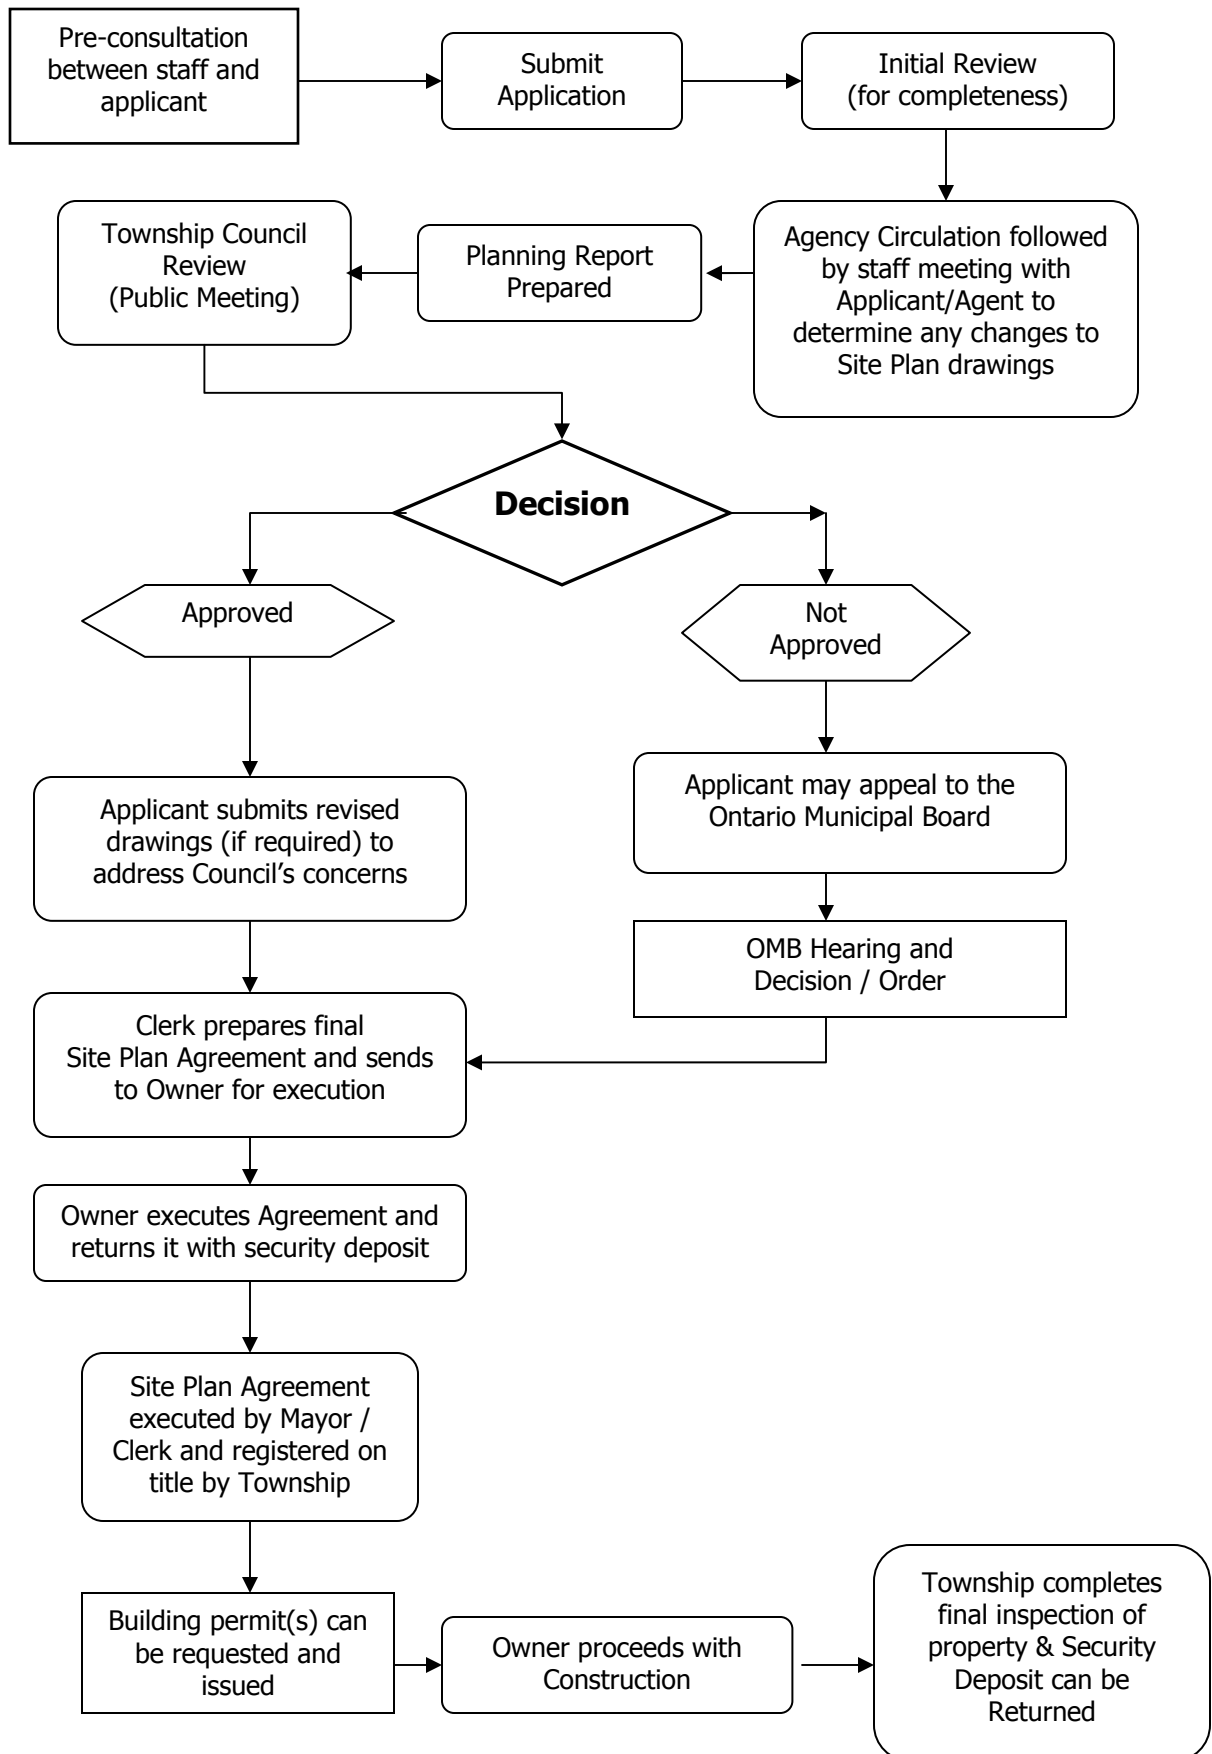 Pre-consultation
between staff and
applicant
Submit
Application
Initial Review
(for completeness)
Township Council
Review
(Public Meeting)
Planning Report
Prepared
Agency Circulation followed
by staff meeting with
Applicant/Agent to
determine any changes to
Site Plan drawings
Decision
Approved
Not
Approved
Applicant submits revised
drawings (if required) to
address Council’s concerns
Applicant may appeal to the
Ontario Municipal Board
OMB Hearing and
Decision / Order
Clerk prepares final
Site Plan Agreement and sends
to Owner for execution
Owner executes Agreement and
returns it with security deposit
Site Plan Agreement
executed by Mayor /
Clerk and registered on
title by Township
Building permit(s) can
be requested and
issued
Owner proceeds with
Construction
Township completes
final inspection of
property & Security
Deposit can be
Returned